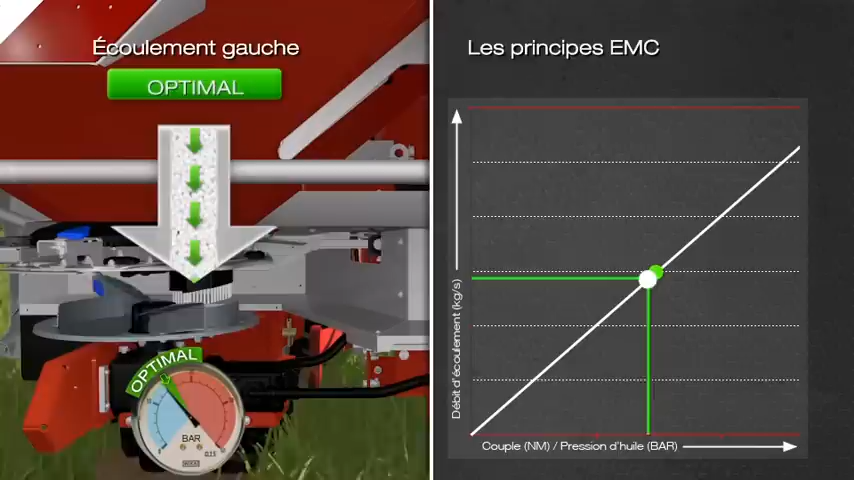 Écoulement gauche
OPTIMAL
Les principes EMC
Débit d'écoulement (kg/s)
OPTIMAL
BAR
Couple (NM) / Pression d'huile (BAR)